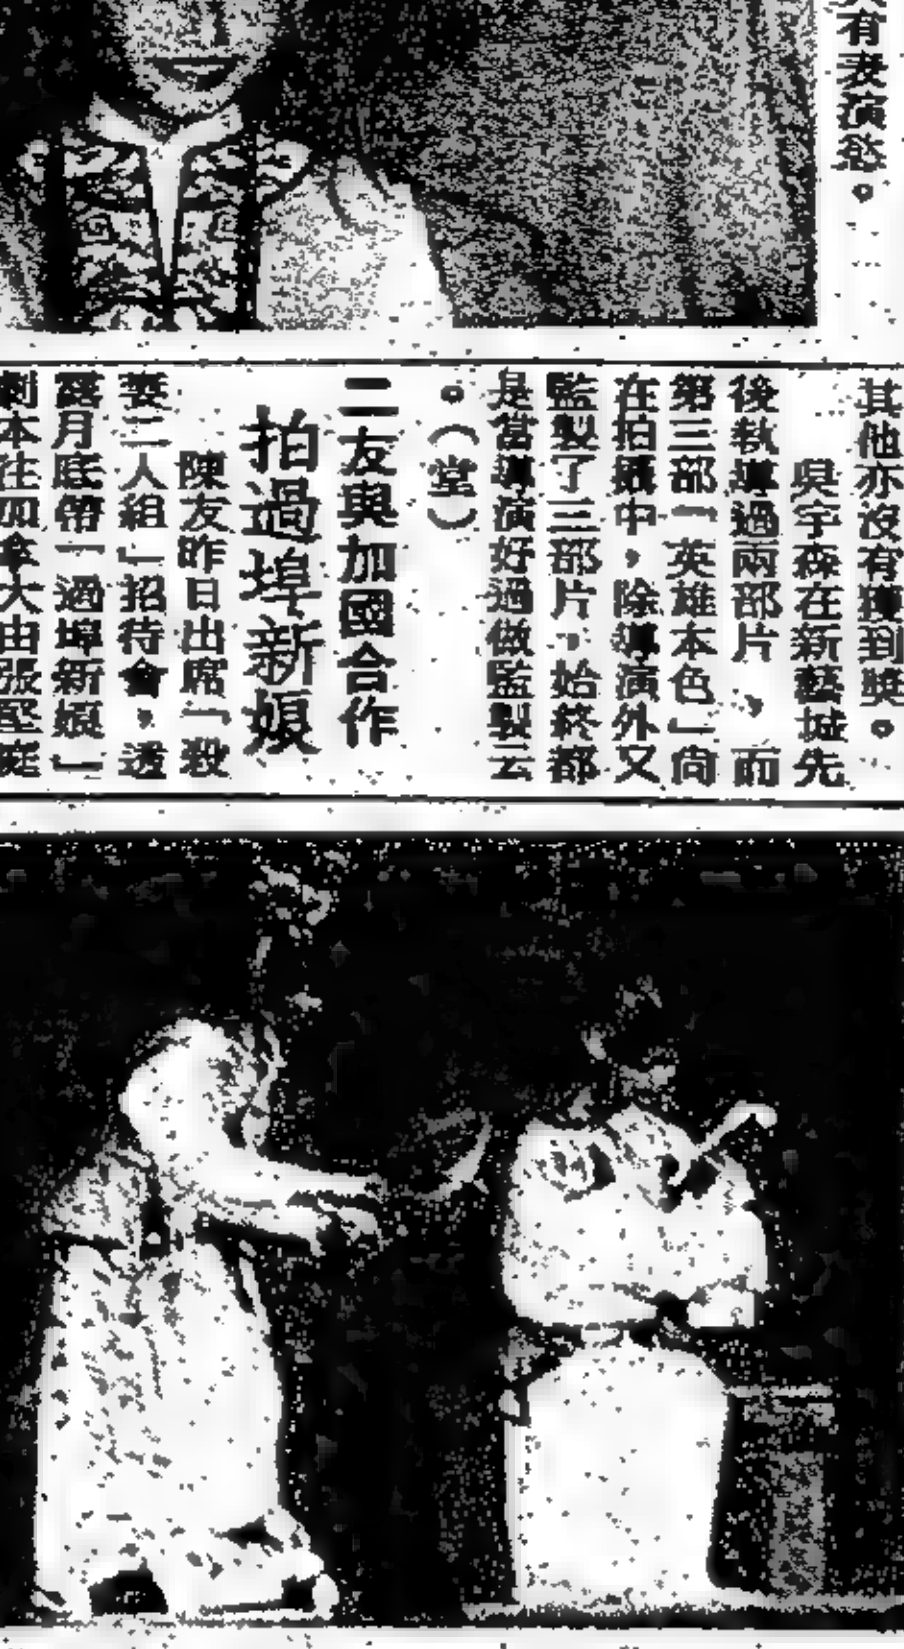 有表演慾。
其他亦沒有獲到獎。
吳宇森在新藝城先
後執導過兩部片，而
第三部「英雄本色」尚
在拍攝中，除導演外又
監製了三部片，始終都
是當導演好過做監製云
。（堂）
二友與加國合作
拍過埠新娘
陳友昨日出席「殺
妻二人組」招待會，透
露月底帶「過埠新娘」
劇本往加拿大由張堅庭